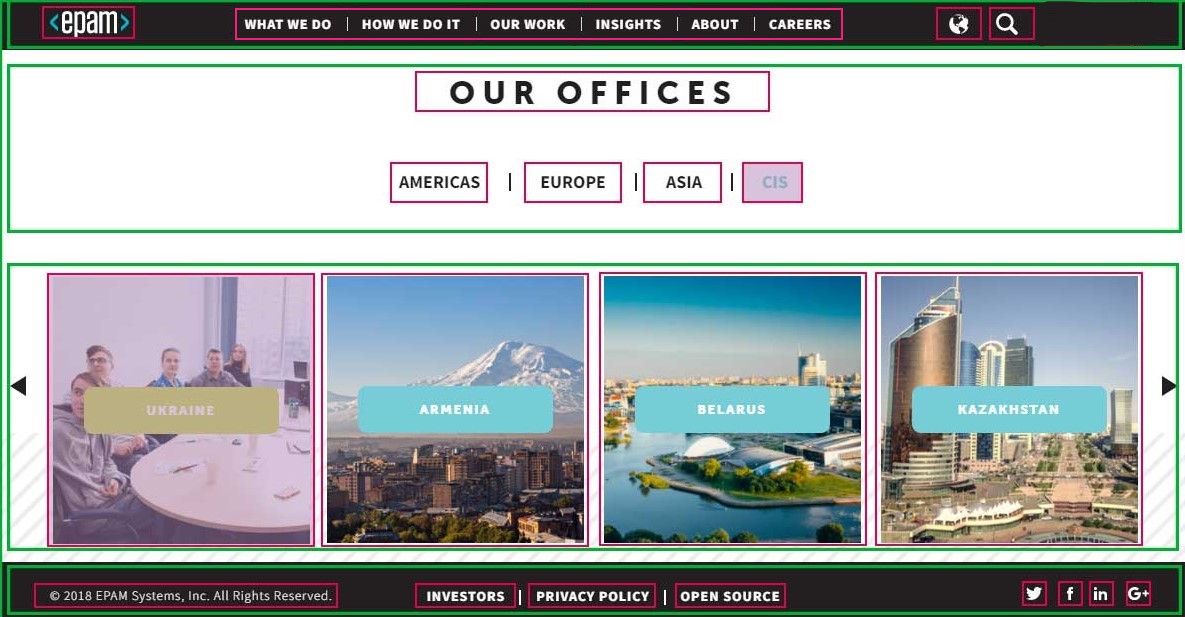 <epam>
WHAT WE DO | HOW WE DO IT | OUR WORK | INSIGHTS | ABOUT | CAREERS
OUR OFFICES
AMERICAS | EUROPE | ASIA | CIS
UKRAINE
ARMENIA
BELARUS
KAZAKHSTAN
© 2018 EPAM Systems, Inc. All Rights Reserved.
INVESTORS | PRIVACY POLICY | OPEN SOURCE
f in G+